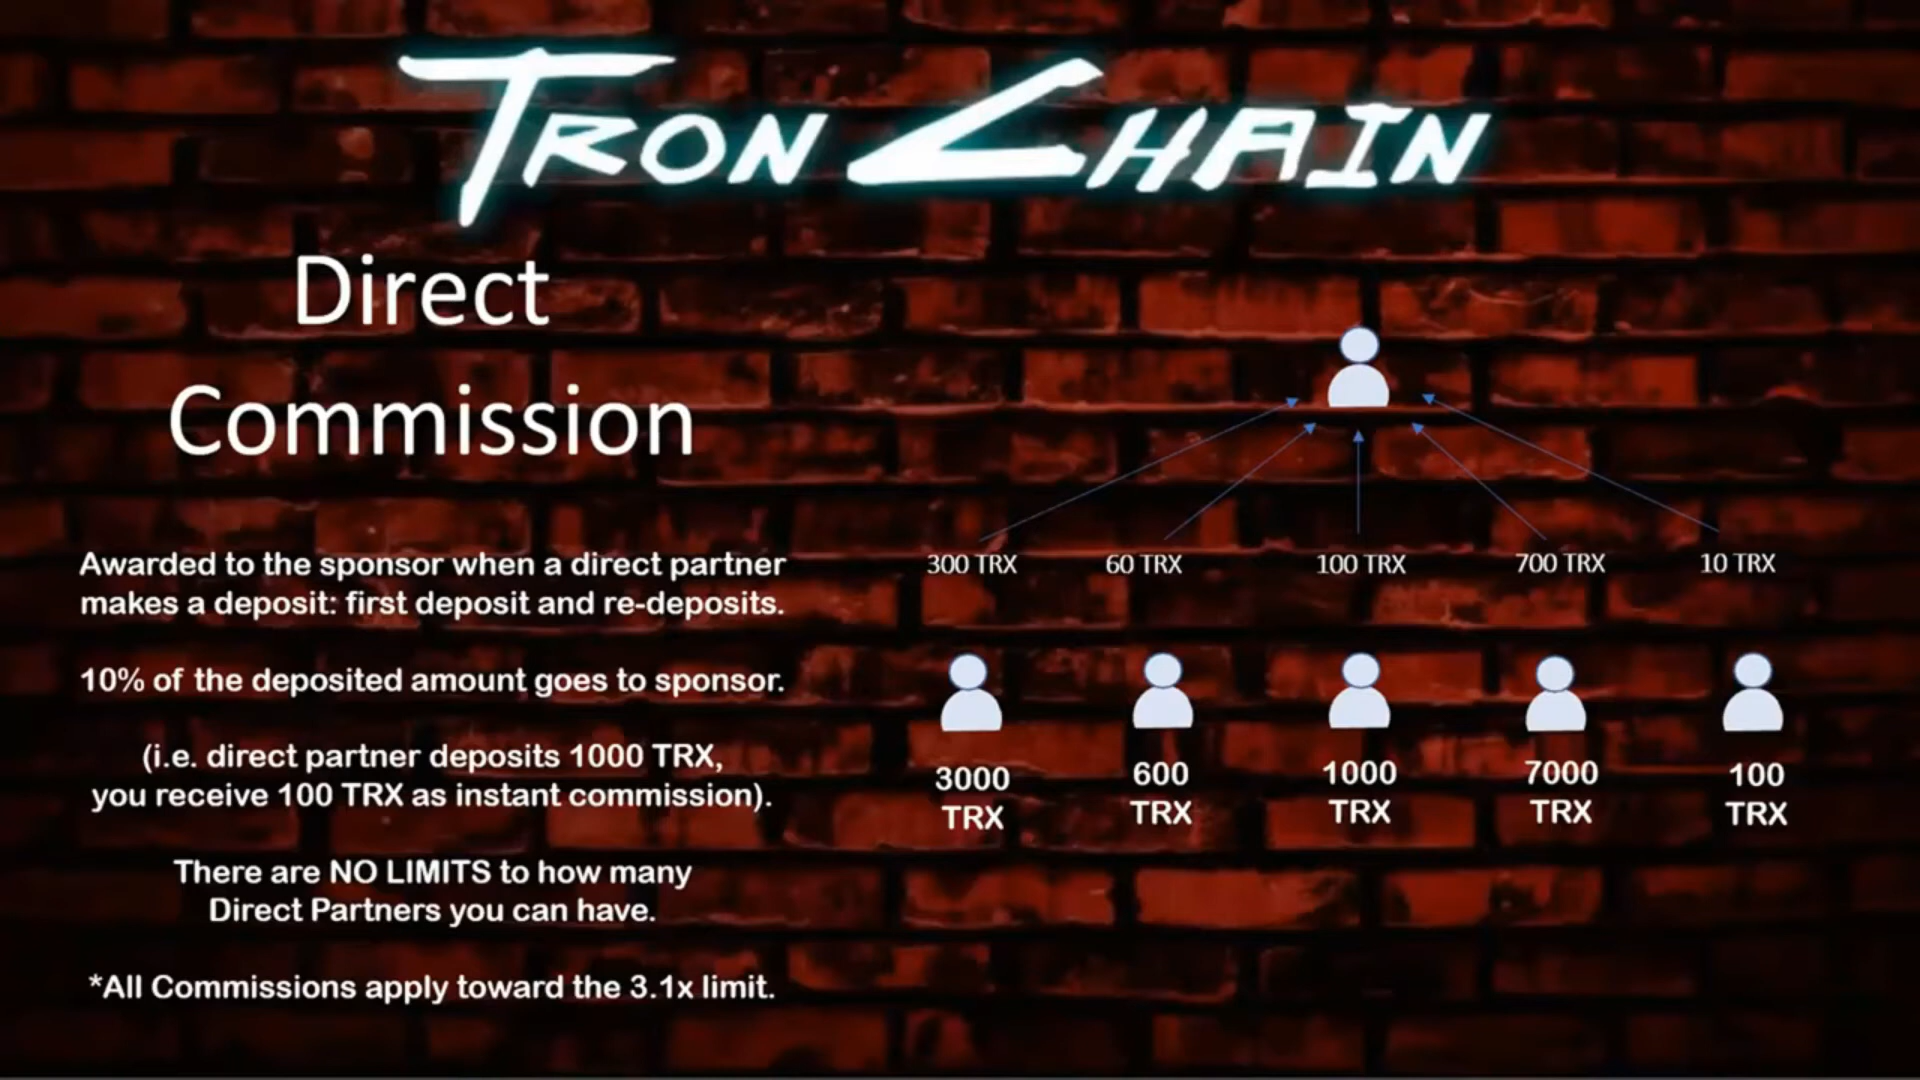 TRON CHAIN
Direct
Commission
Awarded to the sponsor when a direct partner
makes a deposit: first deposit and re-deposits.
10% of the deposited amount goes to sponsor.
(i.e. direct partner deposits 1000 TRX,
you receive 100 TRX as instant commission).
There are NO LIMITS to how many
Direct Partners you can have.
*All Commissions apply toward the 3.1x limit.
300 TRX
60 TRX
100 TRX
700 TRX
10 TRX
3000
TRX
600
TRX
1000
TRX
7000
TRX
100
TRX